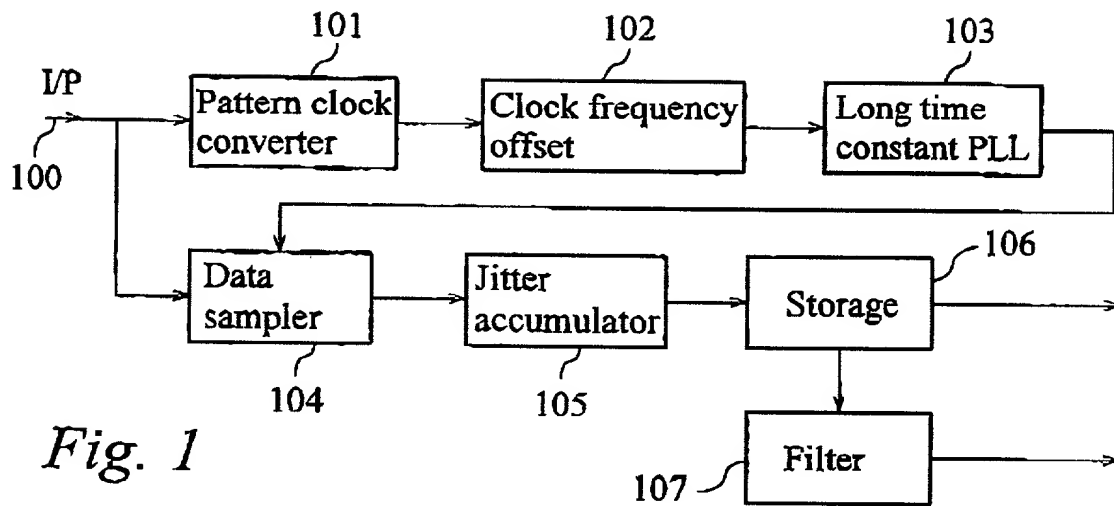 101
102
103
I/P
100
Pattern clock
converter
Clock frequency
offset
Long time
constant PLL
Data
sampler
104
Jitter
accumulator
105
Storage
106
Filter
107
Fig. 1